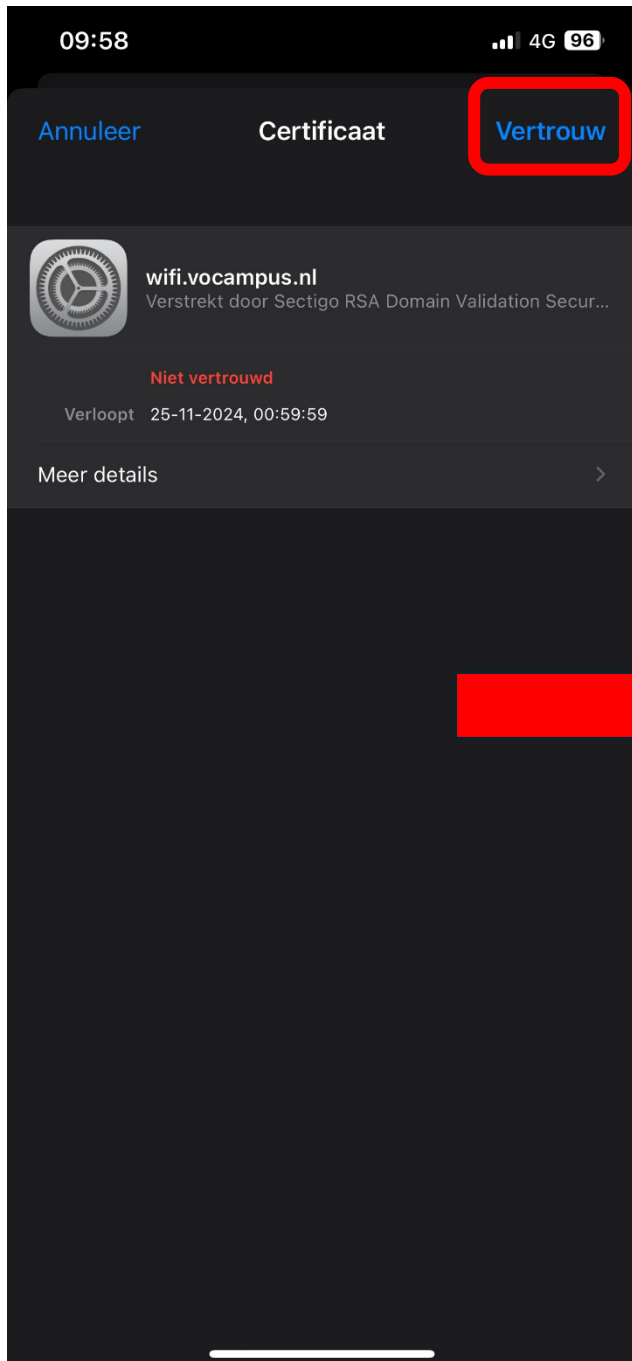 09:58 4G 96
Annuleer Certificaat Vertrouw
wifi.vocampus.nl
Verstrekt door Sectigo RSA Domain Validation Secur...
Niet vertrouwd
Verloopt 25-11-2024, 00:59:59
Meer details